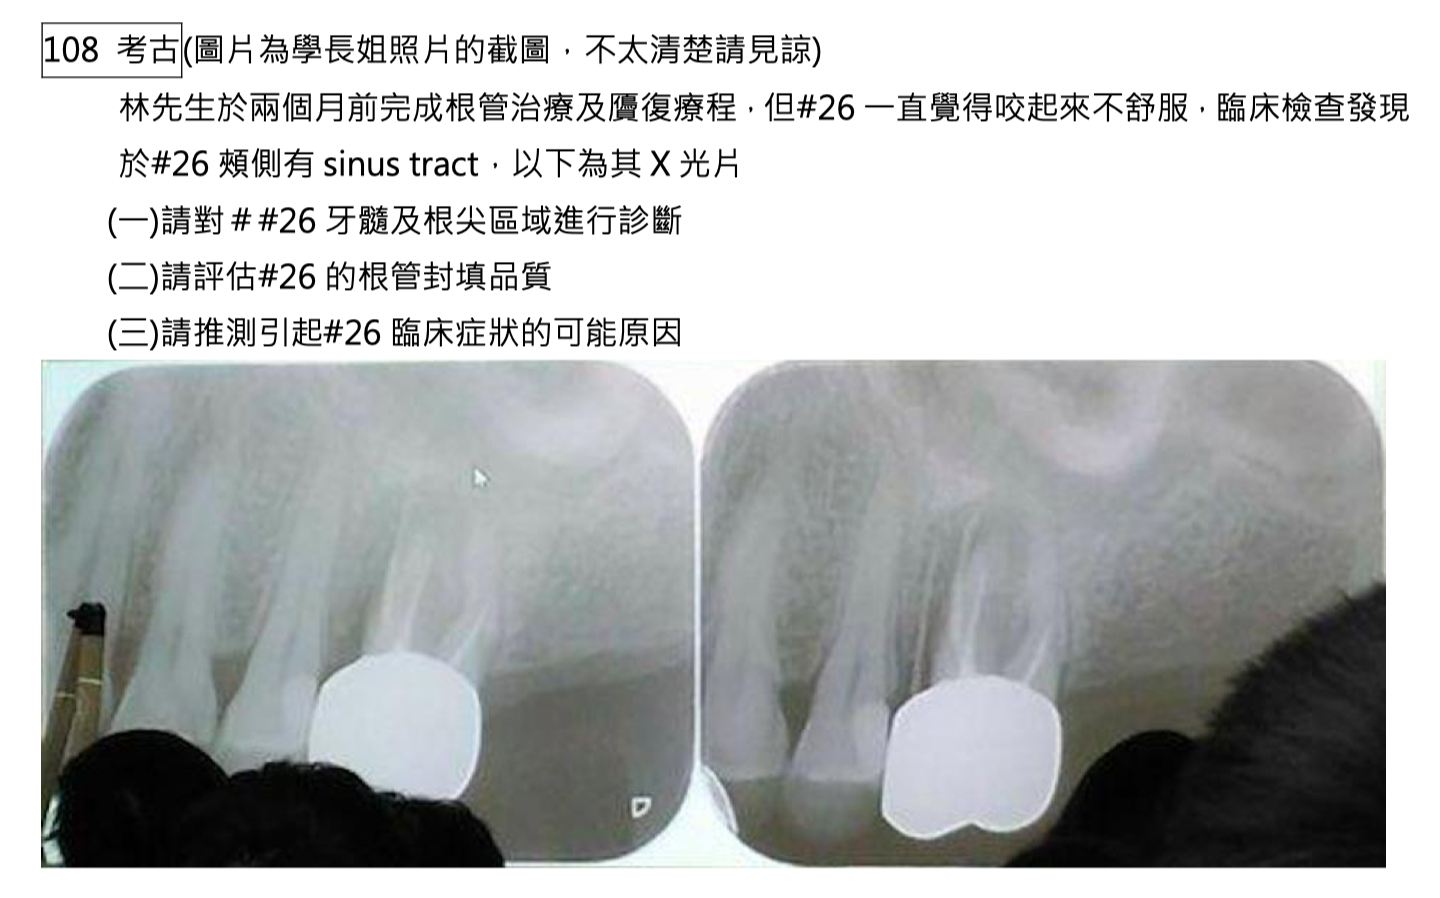 108 考古(圖片為學長姐照片的截圖，不太清楚請見諒)
林先生於兩個月前完成根管治療及贗復療程，但#26 一直覺得咬起來不舒服，臨床檢查發現
於#26 頰側有 sinus tract，以下為其 X 光片
(一)請對＃#26 牙髓及根尖區域進行診斷
(二)請評估#26 的根管封填品質
(三)請推測引起#26 臨床症狀的可能原因
D